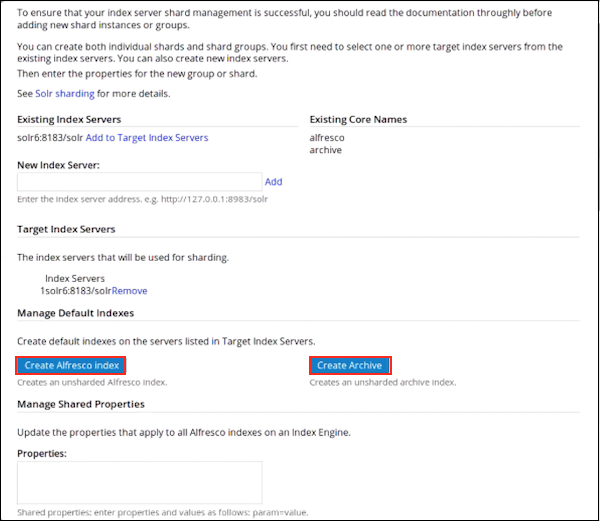 To ensure that your index server shard management is successful, you should read the documentation throughly before
adding new shard instances or groups.
You can create both individual shards and shard groups. You first need to select one or more target index servers from the
existing index servers. You can also create new index servers.
Then enter the properties for the new group or shard.
See Solr sharding for more details.
Existing Index Servers
solr6:8183/solr Add to Target Index Servers
Existing Core Names
alfresco
archive
New Index Server:
Add
Enter the index server address. e.g. http://127.0.0.1:8983/solr
Target Index Servers
The index servers that will be used for sharding.
Index Servers
1solr6:8183/solrRemove
Manage Default Indexes
Create default indexes on the servers listed in Target Index Servers.
Create Alfresco index
Creates an unsharded Alfresco index.
Create Archive
Creates an unsharded archive index.
Manage Shared Properties
Update the properties that apply to all Alfresco indexes on an Index Engine.
Properties:
Shared properties: enter properties and values as follows: param=value.